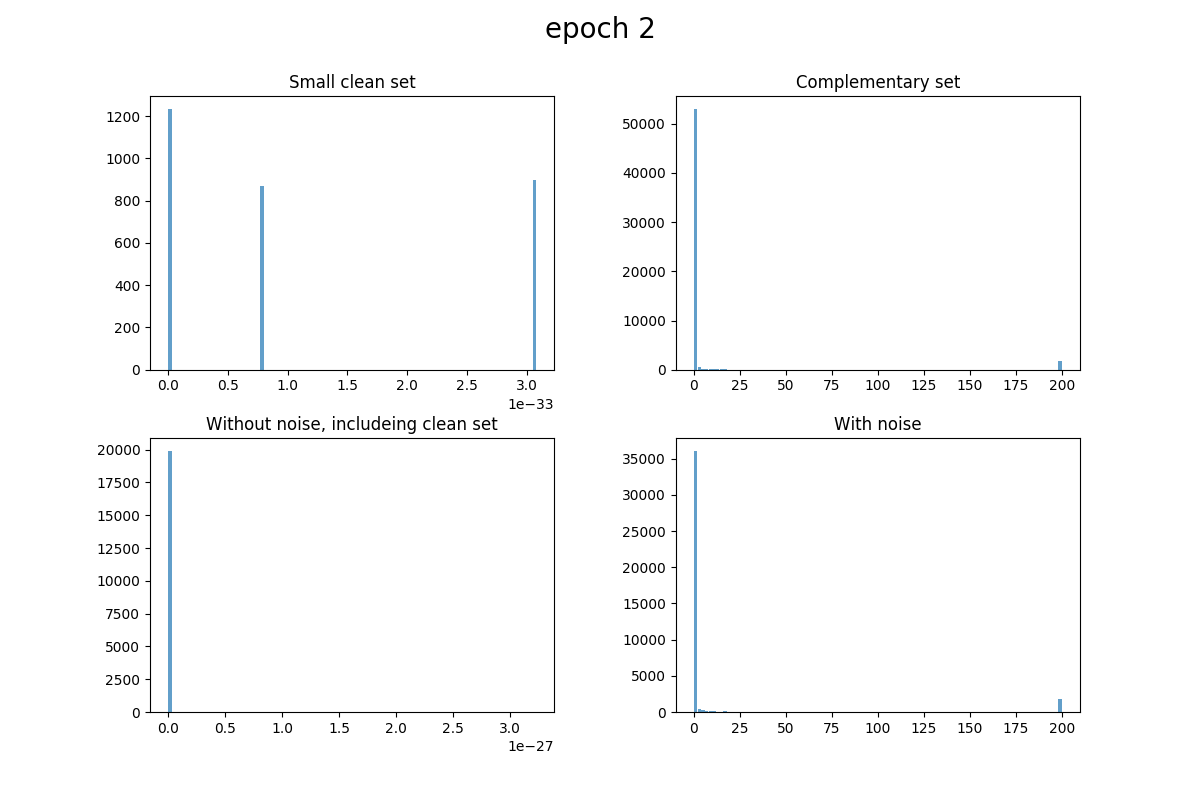 epoch 2
Small clean set
1200
1000
800
600
400
200
0
0.0 0.5 1.0 1.5 2.0 2.5 3.0
1e−33
Complementary set
50000
40000
30000
20000
10000
0
0 25 50 75 100 125 150 175 200
Without noise, includeing clean set
20000
17500
15000
12500
10000
7500
5000
2500
0
0.0 0.5 1.0 1.5 2.0 2.5 3.0
1e−27
With noise
35000
30000
25000
20000
15000
10000
5000
0
0 25 50 75 100 125 150 175 200